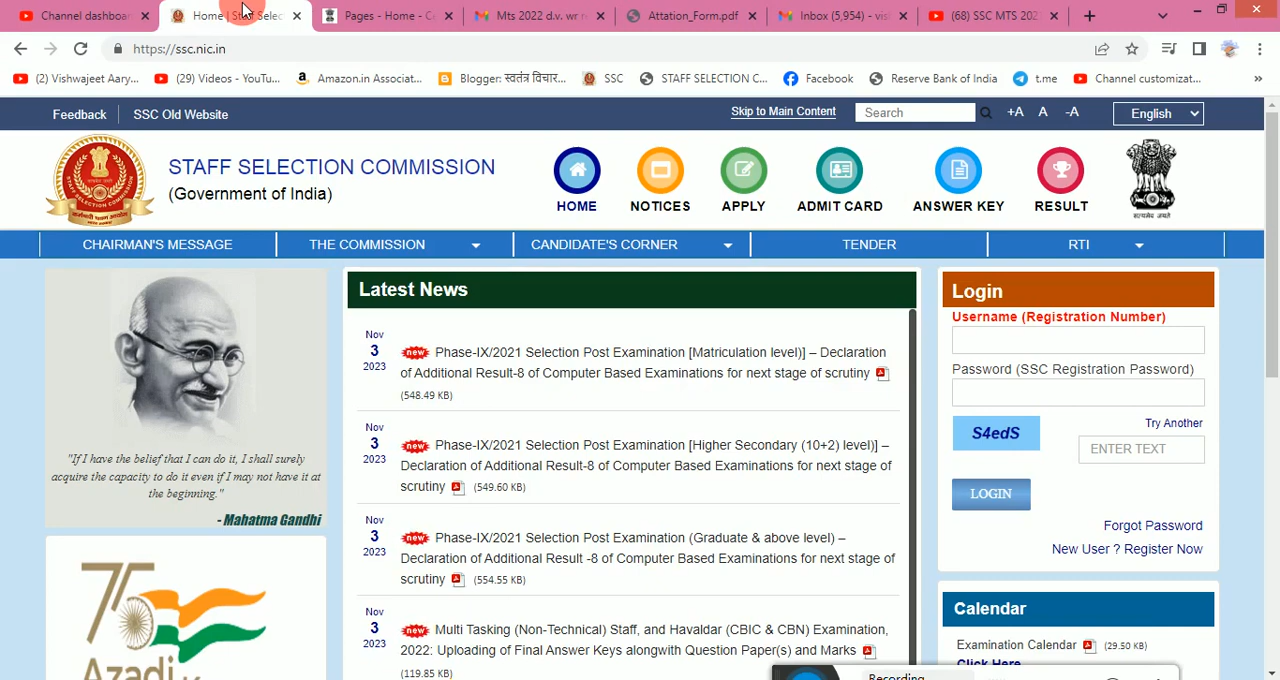 Channel dashboar
Home | Staff Selec
Pages - Home - C
Mts 2022 d.v. wr r
Attation_Form.pdf
Inbox (5,954) - vis
(68) SSC MTS 202
https://ssc.nic.in
(2) Vishwajeet Aary...
(29) Videos - YouTu...
Amazon.in Associat...
Blogger: स्वतंत्र विचार...
SSC
STAFF SELECTION C...
Facebook
Reserve Bank of India
t.me
Channel customizat...
»
Feedback
SSC Old Website
Skip to Main Content
Search
+A A -A
English
STAFF SELECTION COMMISSION
(Government of India)
HOME
NOTICES
APPLY
ADMIT CARD
ANSWER KEY
RESULT
सत्यमेव जयते
CHAIRMAN'S MESSAGE
THE COMMISSION
CANDIDATE'S CORNER
TENDER
RTI
"If I have the belief that I can do it, I shall surely
acquire the capacity to do it even if I may not have it at
the beginning."
- Mahatma Gandhi
75
Azadi
Latest News
Nov
3
2023
new Phase-IX/2021 Selection Post Examination [Matriculation level)] – Declaration
of Additional Result-8 of Computer Based Examinations for next stage of scrutiny
(548.49 KB)
Nov
3
2023
new Phase-IX/2021 Selection Post Examination [Higher Secondary (10+2) level)] –
Declaration of Additional Result-8 of Computer Based Examinations for next stage of
scrutiny (549.60 KB)
Nov
3
2023
new Phase-IX/2021 Selection Post Examination (Graduate & above level) –
Declaration of Additional Result -8 of Computer Based Examinations for next stage of
scrutiny (554.55 KB)
Nov
3
2023
new Multi Tasking (Non-Technical) Staff, and Havaldar (CBIC & CBN) Examination,
2022: Uploading of Final Answer Keys alongwith Question Paper(s) and Marks
(119.85 KB)
Login
Username (Registration Number)
Password (SSC Registration Password)
S4edS
Try Another
ENTER TEXT
LOGIN
Forgot Password
New User ? Register Now
Calendar
Examination Calendar (29.50 KB)
Click Here
Recording